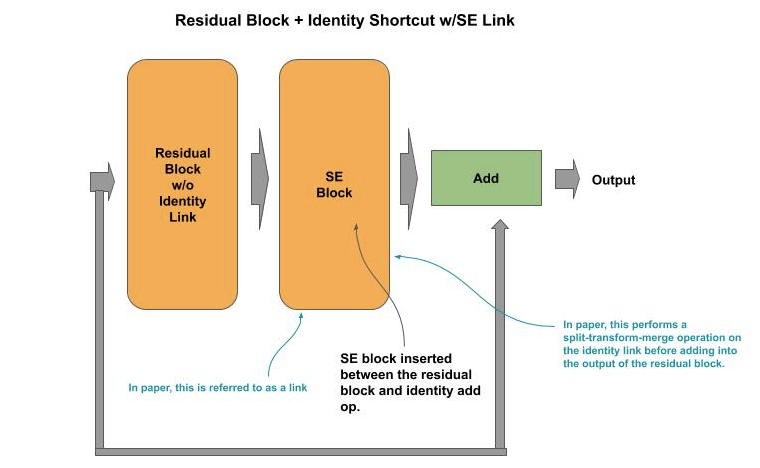 Residual Block + Identity Shortcut w/SE Link
Residual
Block
w/o
Identity
Link
SE
Block
Add
Output
In paper, this performs a
split-transform-merge operation on
the identity link before adding into
the output of the residual block.
SE block inserted
between the residual
block and identity add
op.
In paper, this is referred to as a link